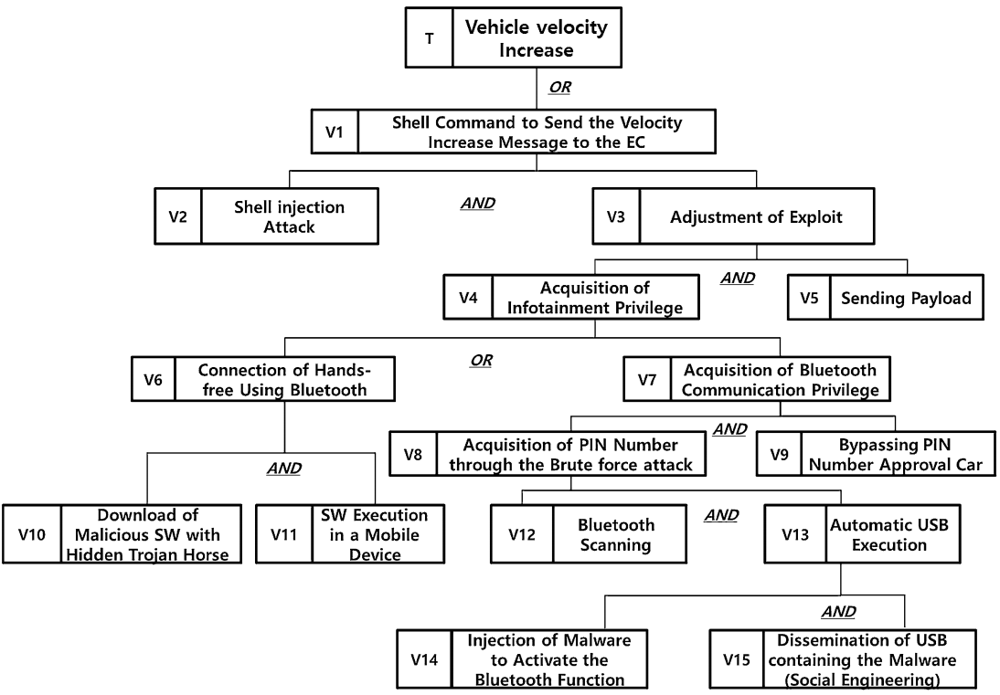 T
Vehicle velocity
Increase
OR
V1
Shell Command to Send the Velocity
Increase Message to the EC
V2
Shell injection
Attack
AND
V3
Adjustment of Exploit
V4
Acquisition of
Infotainment Privilege
AND
V5
Sending Payload
V6
Connection of Hands-
free Using Bluetooth
OR
V7
Acquisition of Bluetooth
Communication Privilege
V8
Acquisition of PIN Number
through the Brute force attack
AND
V9
Bypassing PIN
Number Approval Car
AND
V10
Download of
Malicious SW with
Hidden Trojan Horse
V11
SW Execution
in a Mobile
Device
V12
Bluetooth
Scanning
AND
V13
Automatic USB
Execution
AND
V14
Injection of Malware
to Activate the
Bluetooth Function
V15
Dissemination of USB
containing the Malware
(Social Engineering)